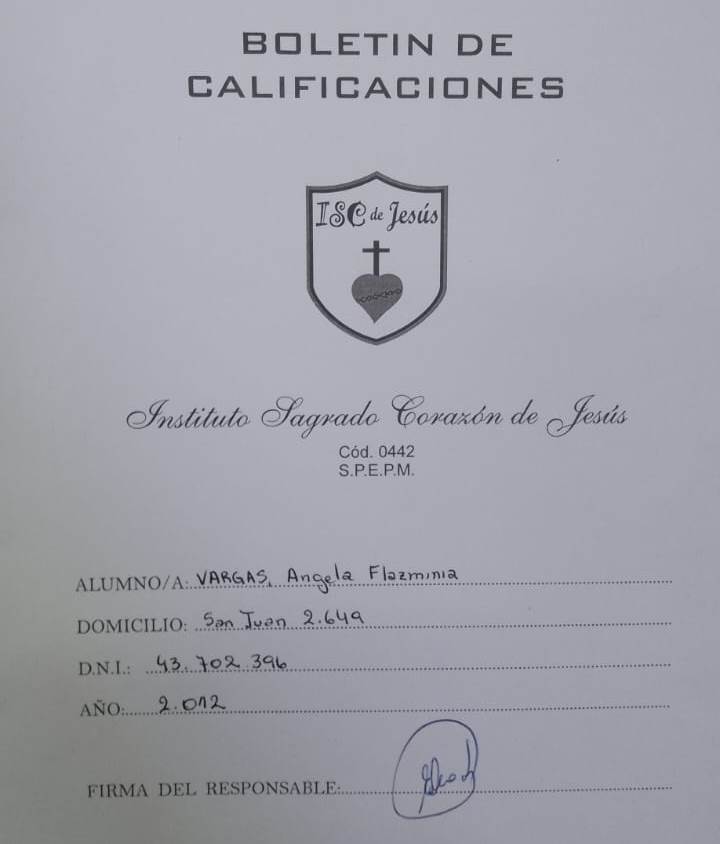 BOLETIN DE
CALIFICACIONES
ISC de Jesús
Instituto Sagrado Corazón de Jesús
Cód. 0442
S.P.E.P.M.
ALUMNO/A: VARGAS, Angela Flazminia
DOMICILIO: San Juan 2.649
D.N.I.: 43.702 396
AÑO: 2.012
FIRMA DEL RESPONSABLE: